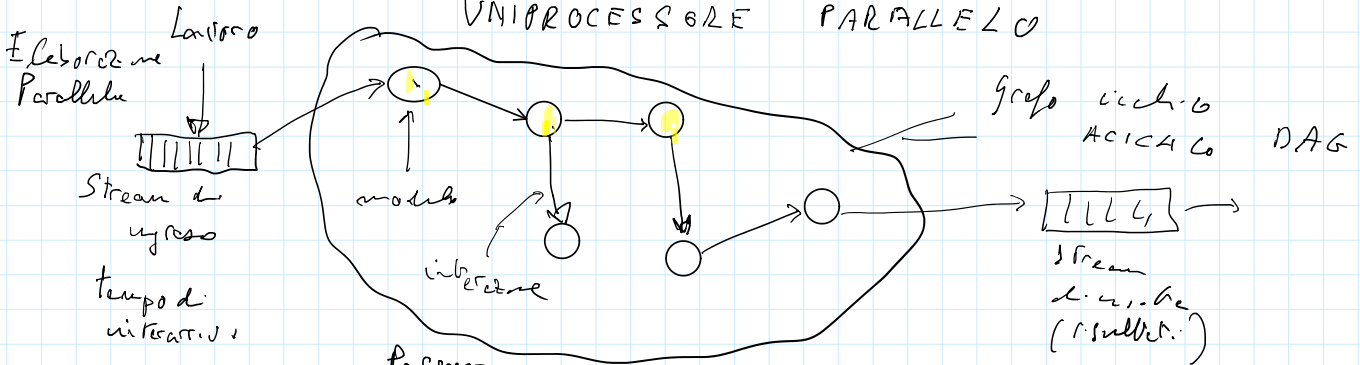 UNIPROCESSORE PARALLELO
Lavoro
Elaborazione
Parallela
Grafo ciclico
ACICLICO DAG
modulo
Stream di
ingresso
interazione
tempo di
interarrivo
stream
di uscita
(risultati)